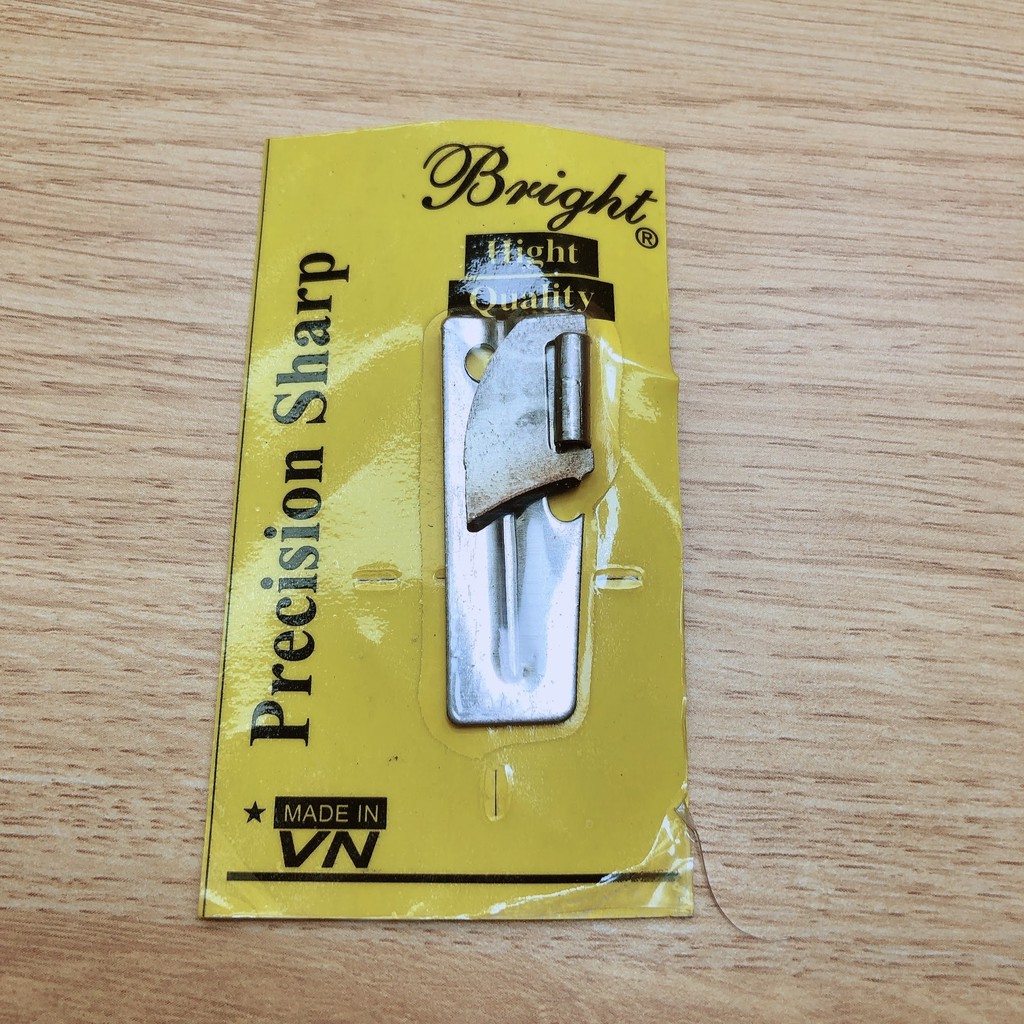 Bright®
Hight
Quality
Precision Sharp
★ MADE IN
VN